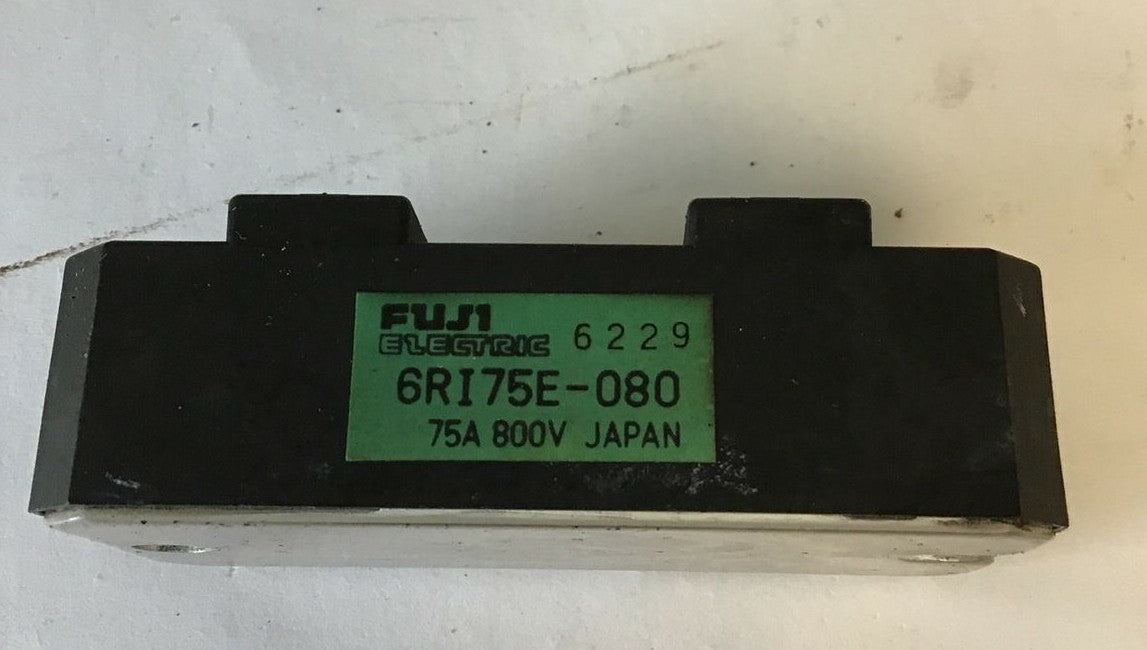 FUJI
ELECTRIC 6229
6RI75E-080
75A 800V JAPAN